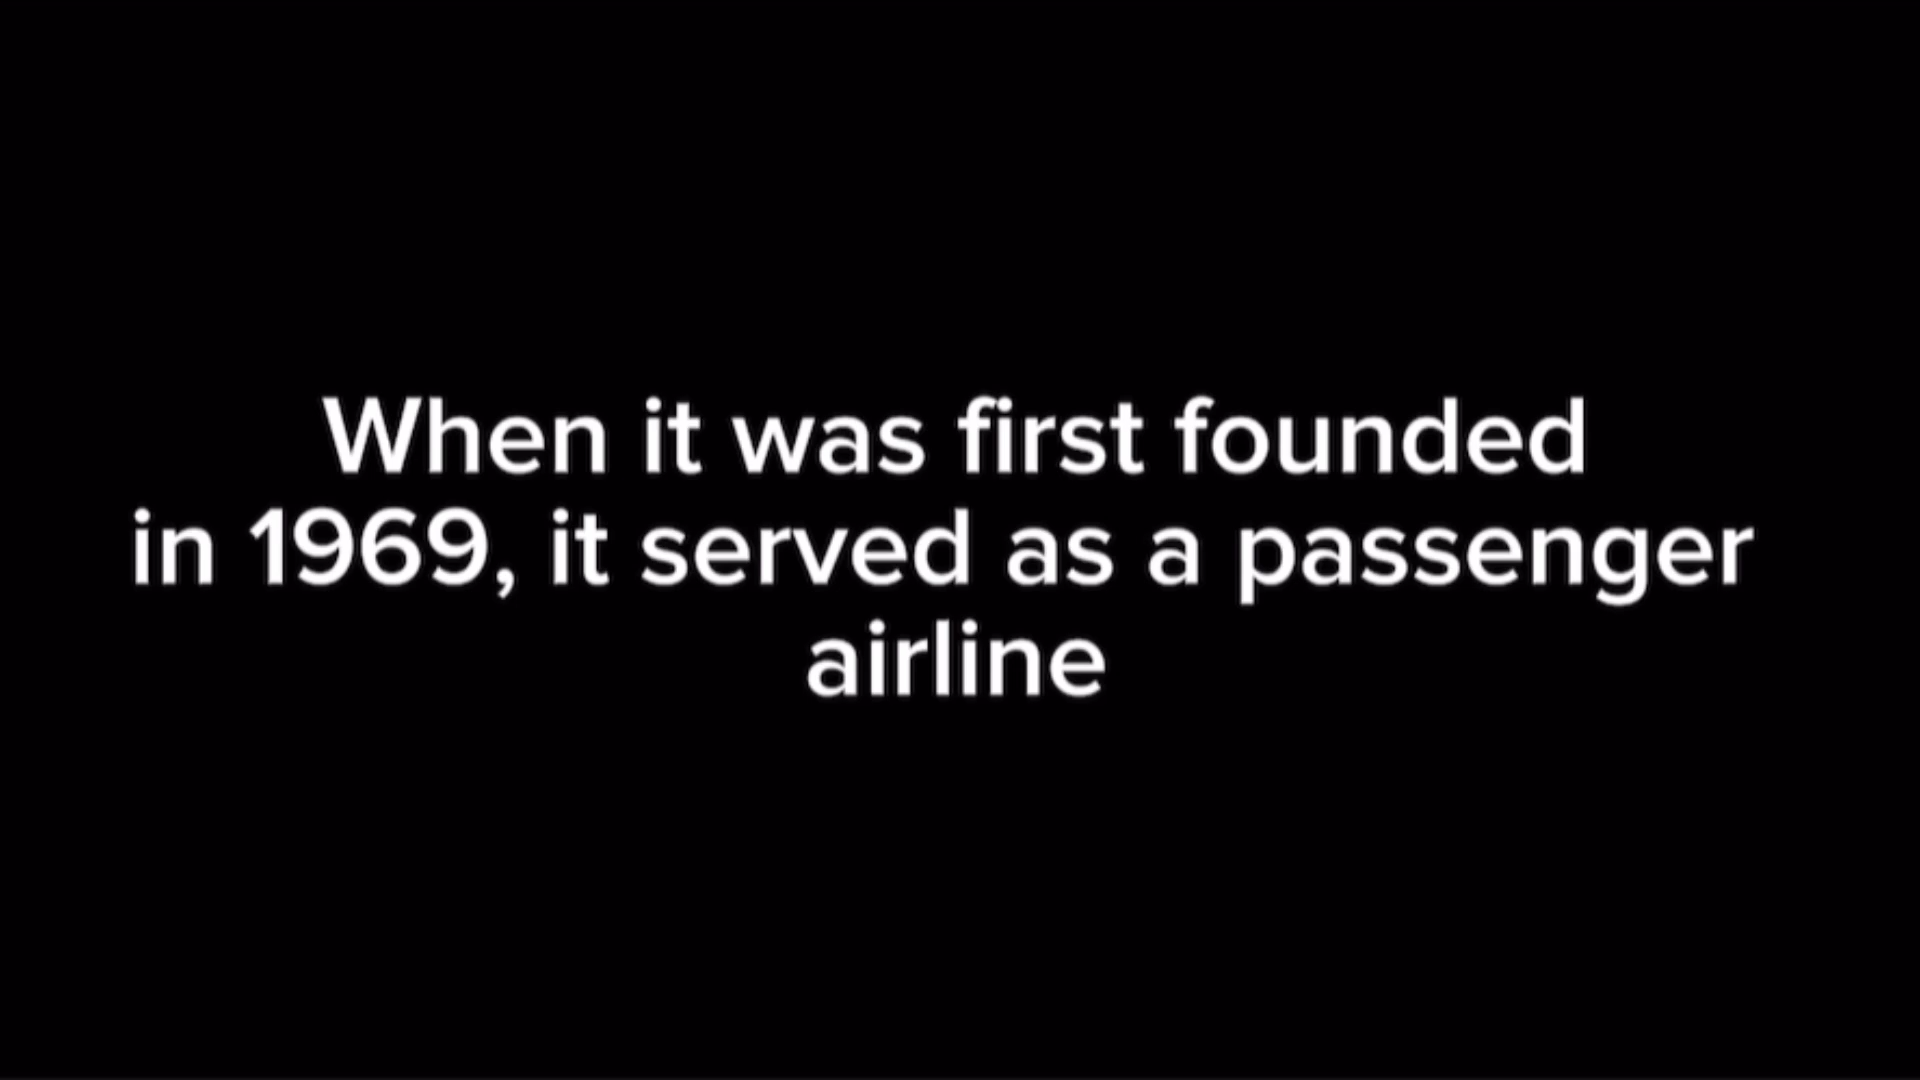 When it was first founded
in 1969, it served as a passenger
airline